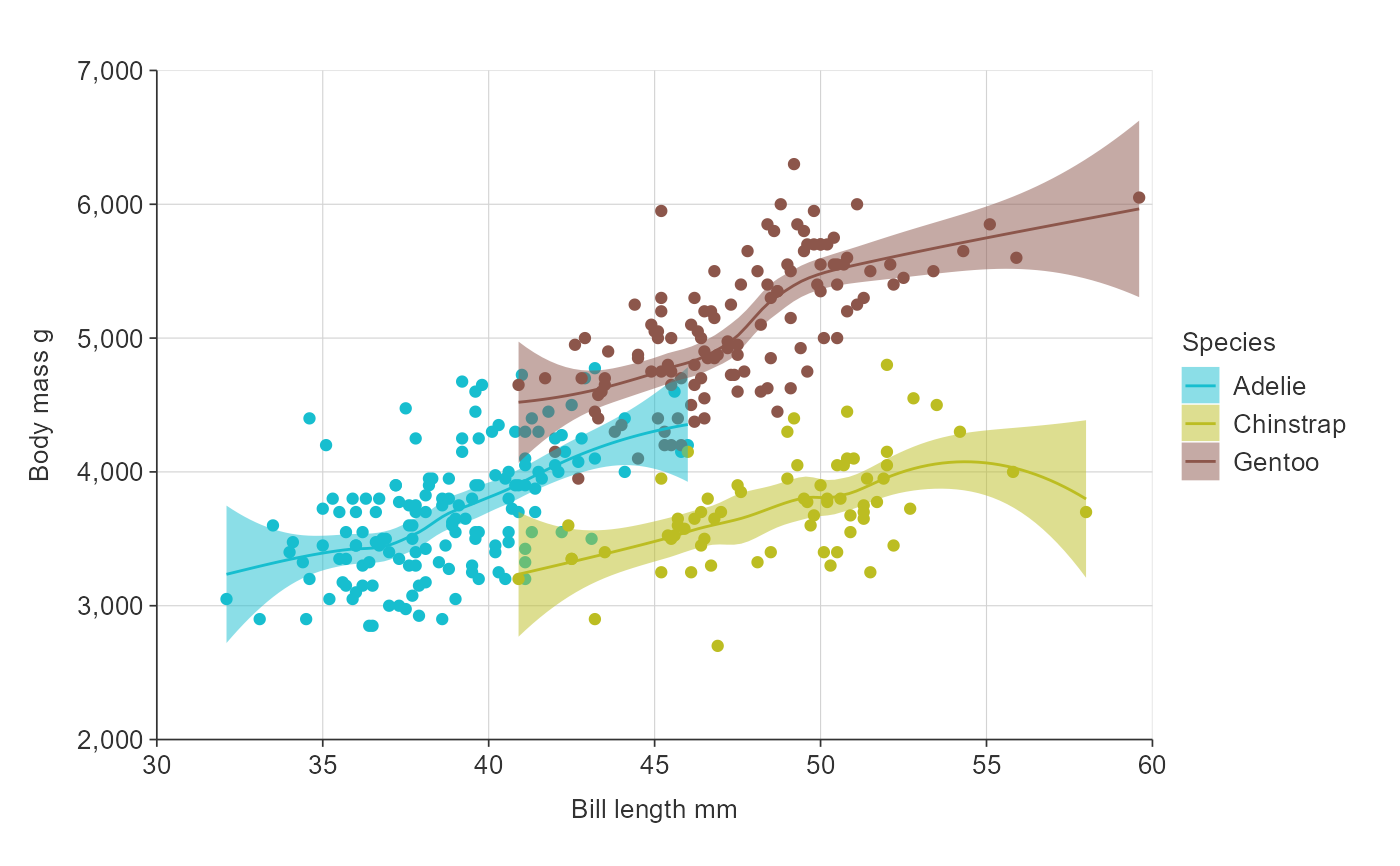 7,000
6,000
5,000
4,000
3,000
2,000
Body mass g
30 35 40 45 50 55 60
Bill length mm
Species
Adelie
Chinstrap
Gentoo